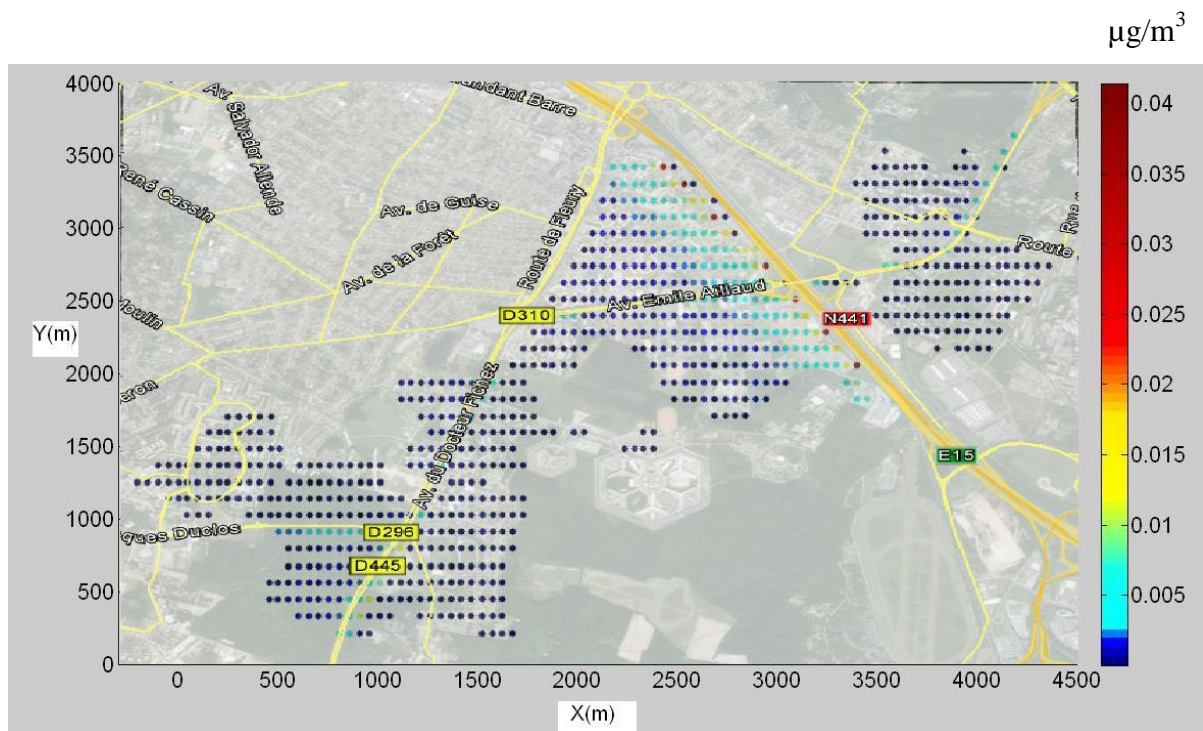 µg/m³
4000
3500
3000
2500
2000
1500
1000
500
0
Y(m)
0
500
1000
1500
2000
2500
3000
3500
4000
4500
X(m)
0.04
0.035
0.03
0.025
0.02
0.015
0.01
0.005
Barre
Av. Salvador Allende
René Cassin
Av. de Guise
Av. de la Forêt
Route de Fleury
Route
Av. Emile Aillaud
D310
N441
Av. du Docteur Fichez
E15
Duclos
D296
D445